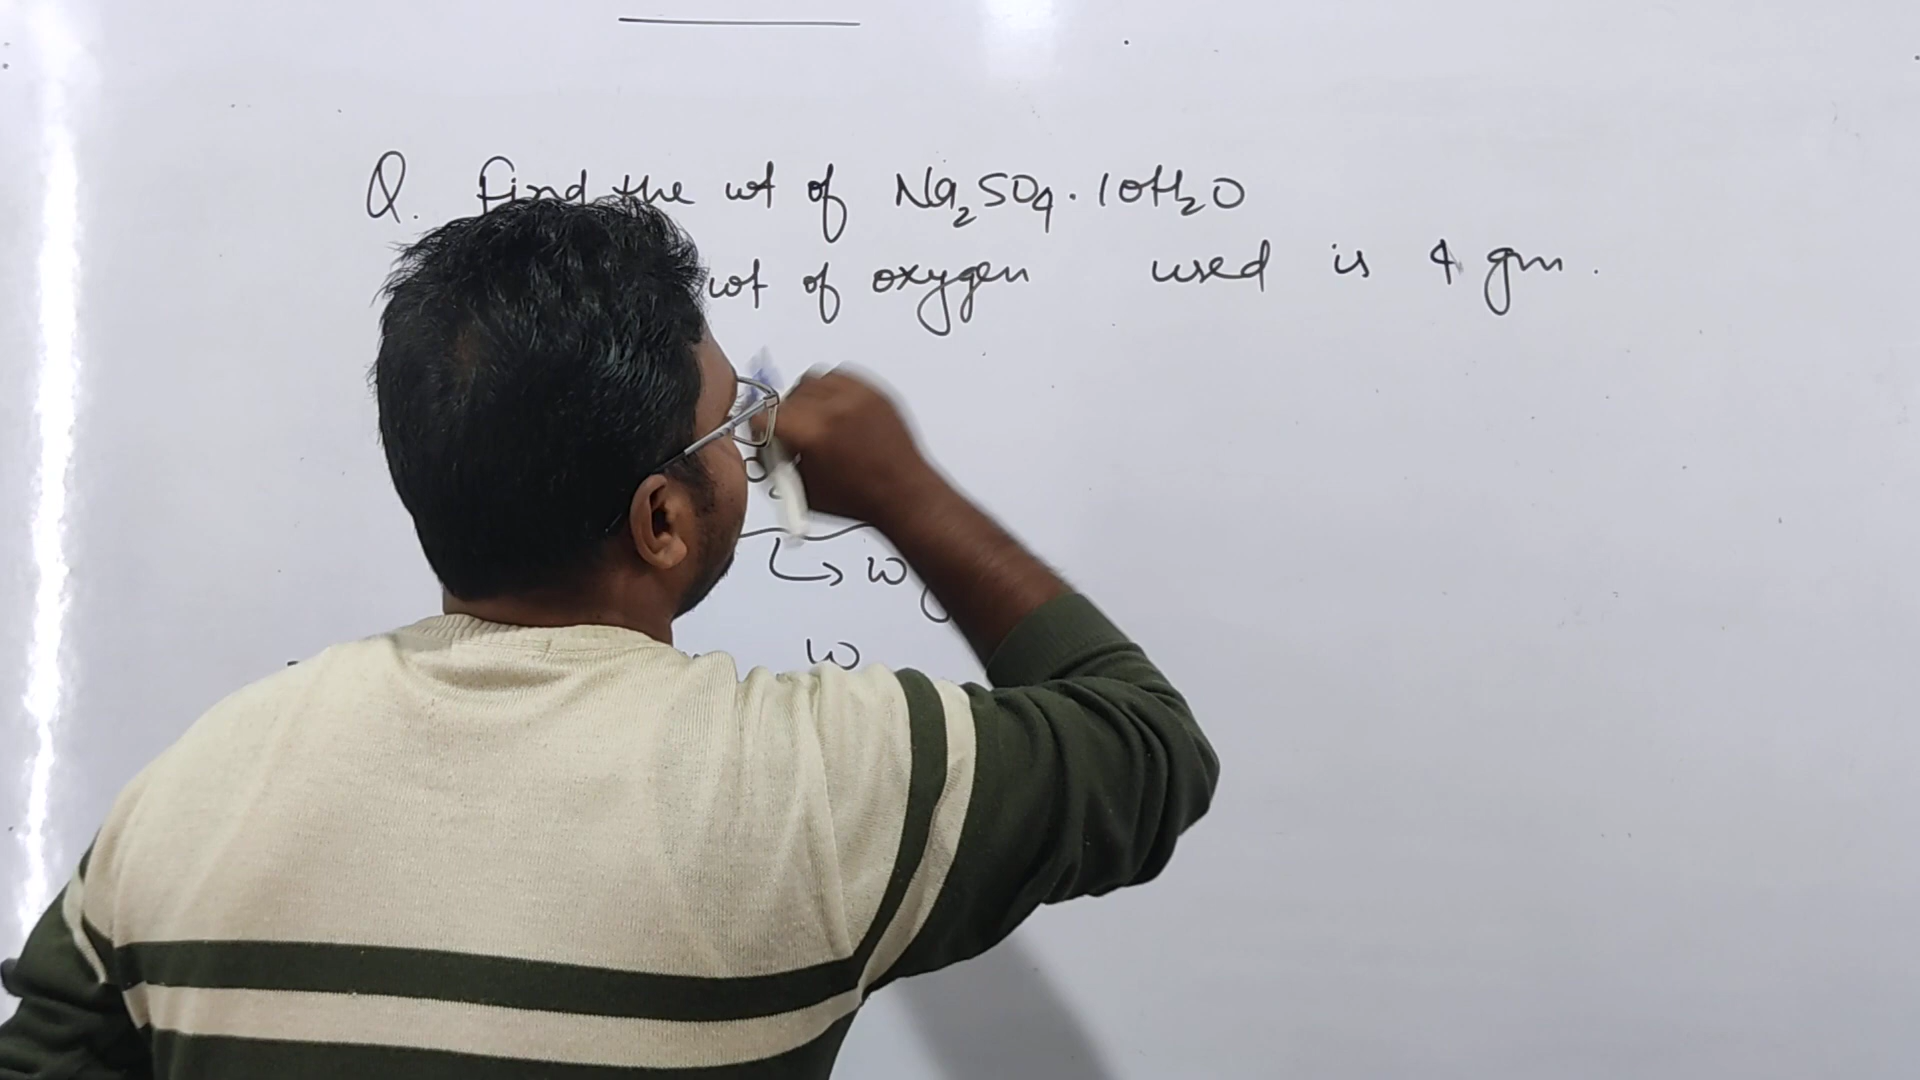 Q. Find the wt of Na₂SO₄.10H₂O
wt of oxygen used is 4 gm.
↳ w
w